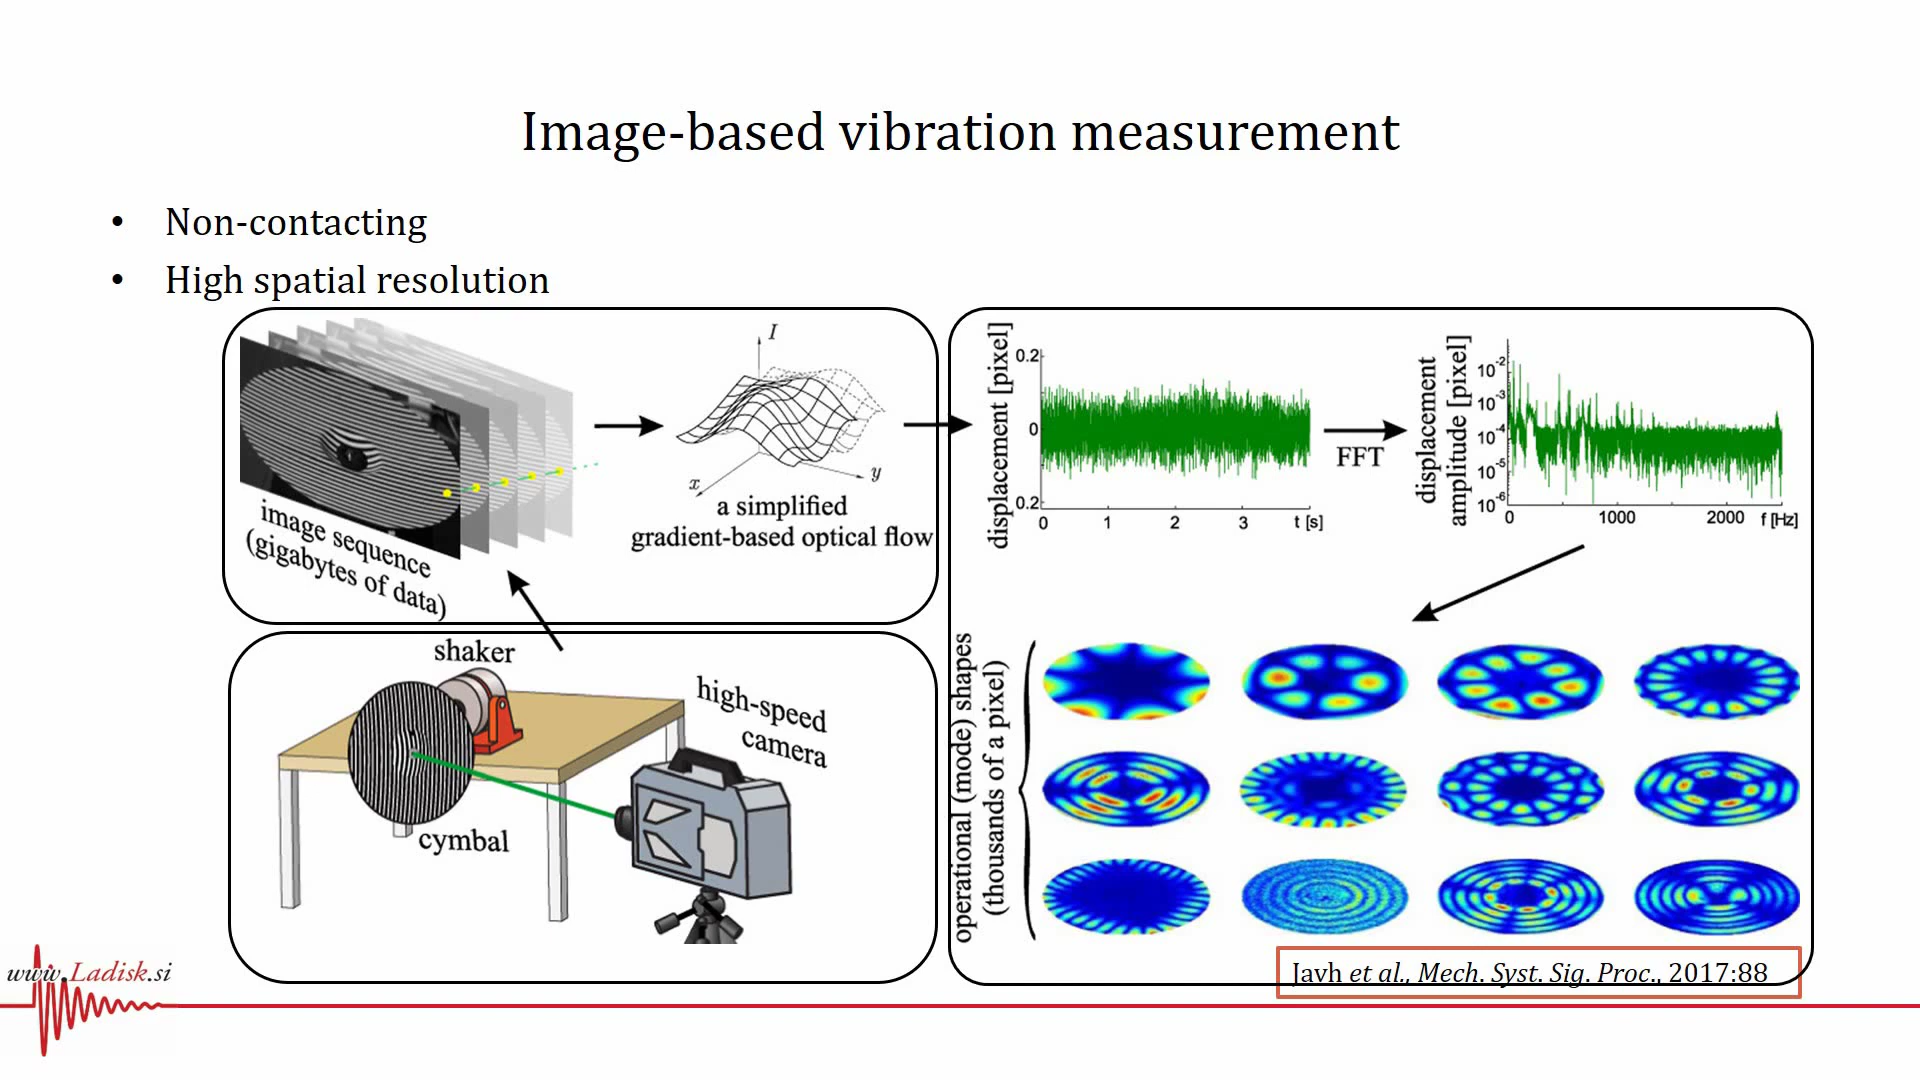 Image-based vibration measurement
• Non-contacting
• High spatial resolution
image sequence
(gigabytes of data)
I
x
y
a simplified
gradient-based optical flow
shaker
high-speed
camera
cymbal
displacement [pixel]
0.2
0
0.2
0 1 2 3 t [s]
FFT
displacement
amplitude [pixel]
10-2
10-3
10-4
10-5
10-6
0 1000 2000 f [Hz]
operational (mode) shapes
(thousands of a pixel)
Javh et al., Mech. Syst. Sig. Proc., 2017:88
www.Ladisk.si